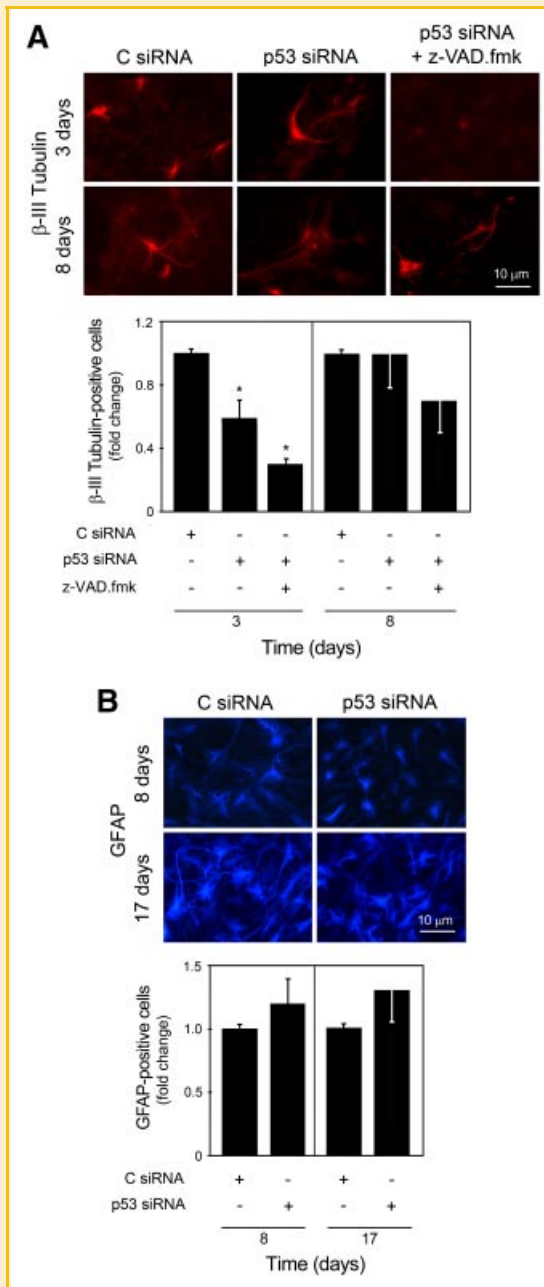 A
C siRNA
p53 siRNA
p53 siRNA
+ z-VAD.fmk
β-III Tubulin
3 days
8 days
10 μm
β-III Tubulin-positive cells
(fold change)
1.2
0.8
0.4
0
*
*
C siRNA + - - + - -
p53 siRNA - + + - + +
z-VAD.fmk - - + - - +
3 8
Time (days)
B
C siRNA
p53 siRNA
GFAP
8 days
17 days
10 μm
GFAP-positive cells
(fold change)
1.5
1.0
0.5
0
C siRNA + - + -
p53 siRNA - + - +
8 17
Time (days)